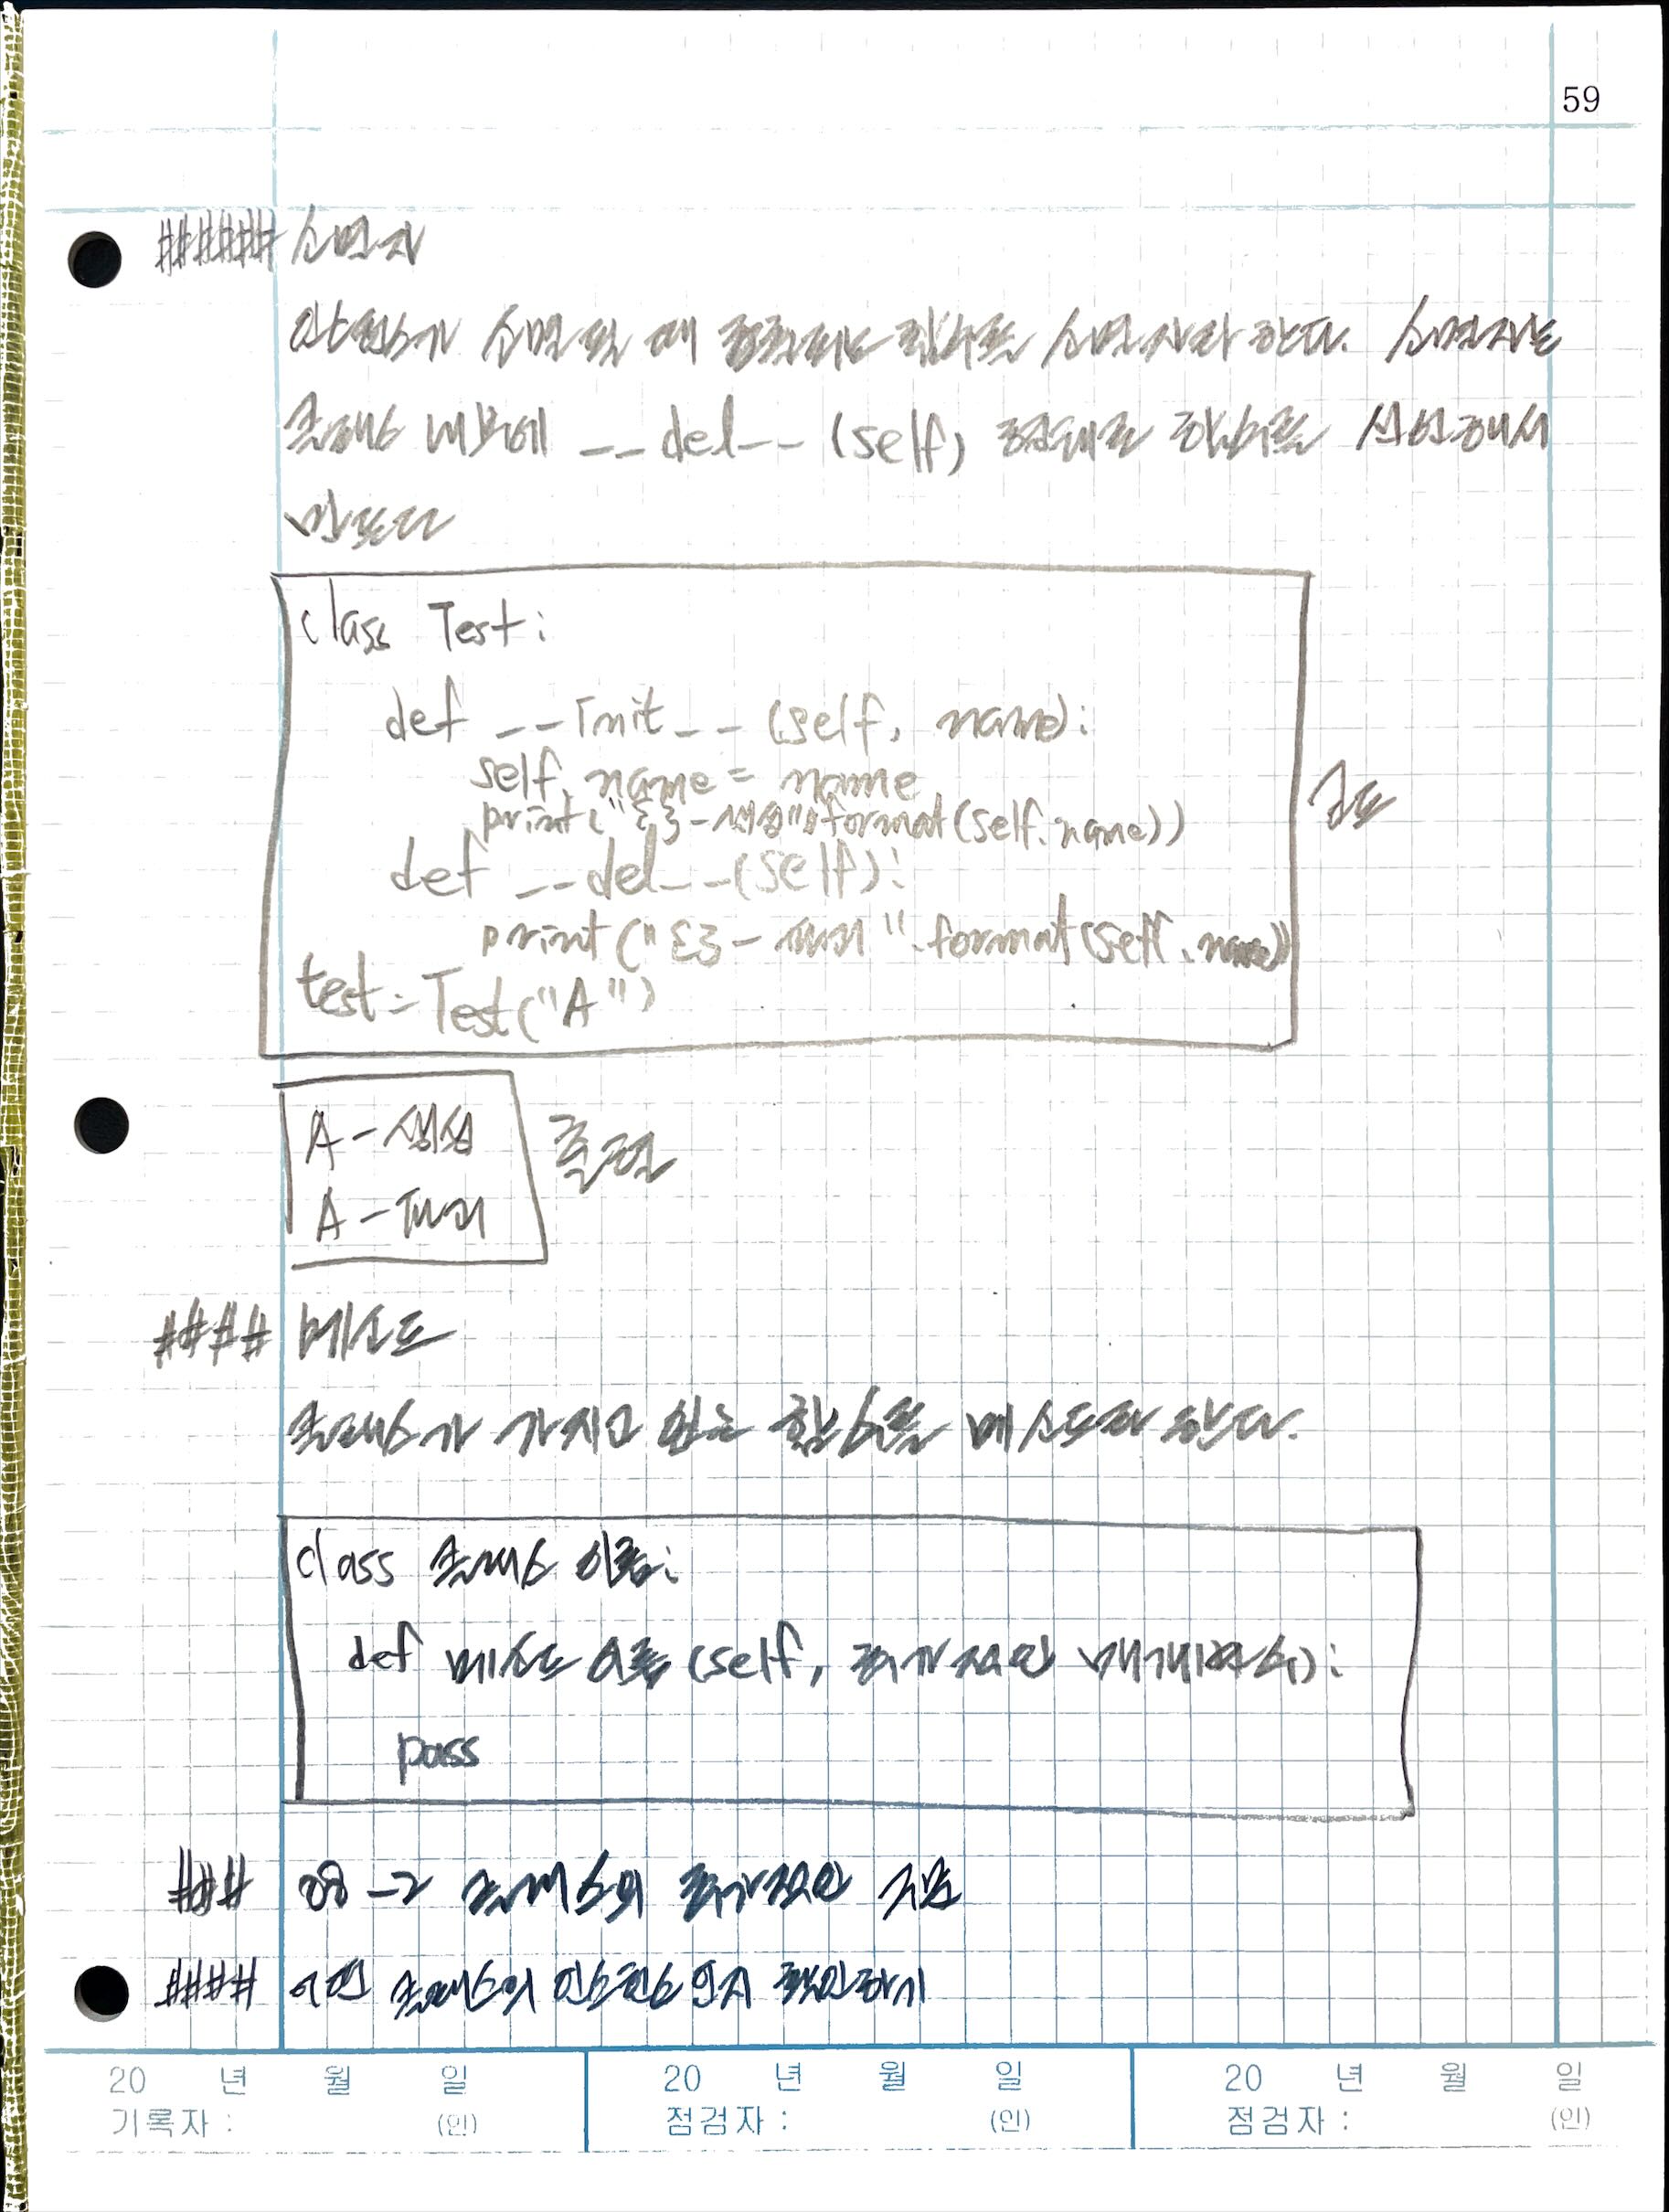 59
###### 소멸자
인스턴스가 소멸될 때 호출되는 함수를 소멸자라 한다. 소멸자는
클래스 내부에 __del__ (self) 형태로 함수를 선언해서
만든다
class Test:
def __init__ (self, name):
self.name = name
print("{}-생성".format(self.name))
코드
def __del__(self):
print("{} - 파괴".format(self.name))
test = Test("A")
A - 생성
출력
A - 파괴
#### 메소드
클래스가 가지고 있는 함수를 메소드라 한다.
class 클래스 이름:
def 메소드 이름 (self, 추가적인 매개변수):
pass
### 08-2 클래스의 추가적인 구문
#### 어떤 클래스의 인스턴스인지 확인하기
20 년 월 일 20 년 월 일 20 년 월 일
기록자 : (인) 점검자 : (인) 점검자 : (인)